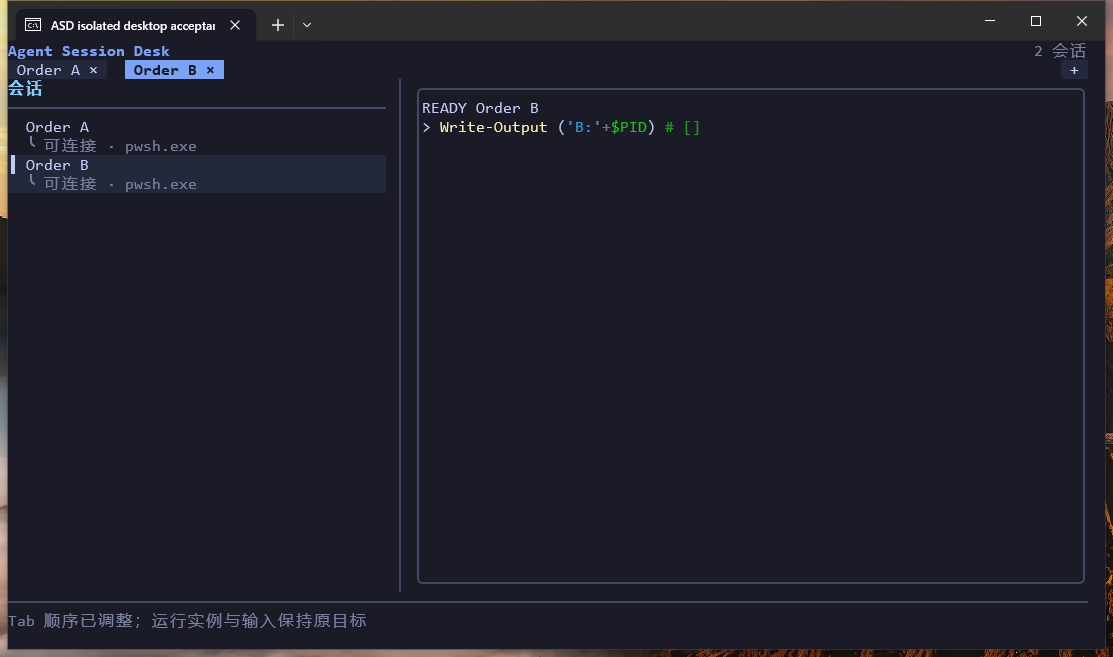 ASD isolated desktop acceptar
Agent Session Desk 2 会话
Order A × Order B × +
会话
Order A
╰ 可连接 · pwsh.exe
Order B
╰ 可连接 · pwsh.exe
READY Order B
> Write-Output ('B:'+$PID) # []
Tab 顺序已调整；运行实例与输入保持原目标